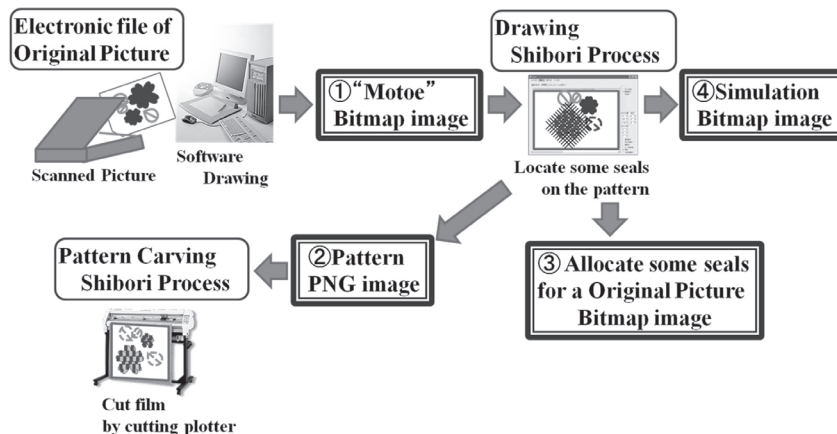 Electronic file of
Original Picture
Scanned Picture
Software
Drawing
①“Motoe”
Bitmap image
Drawing
Shibori Process
Locate some seals
on the pattern
④Simulation
Bitmap image
②Pattern
PNG image
③ Allocate some seals
for a Original Picture
Bitmap image
Pattern Carving
Shibori Process
Cut film
by cutting plotter